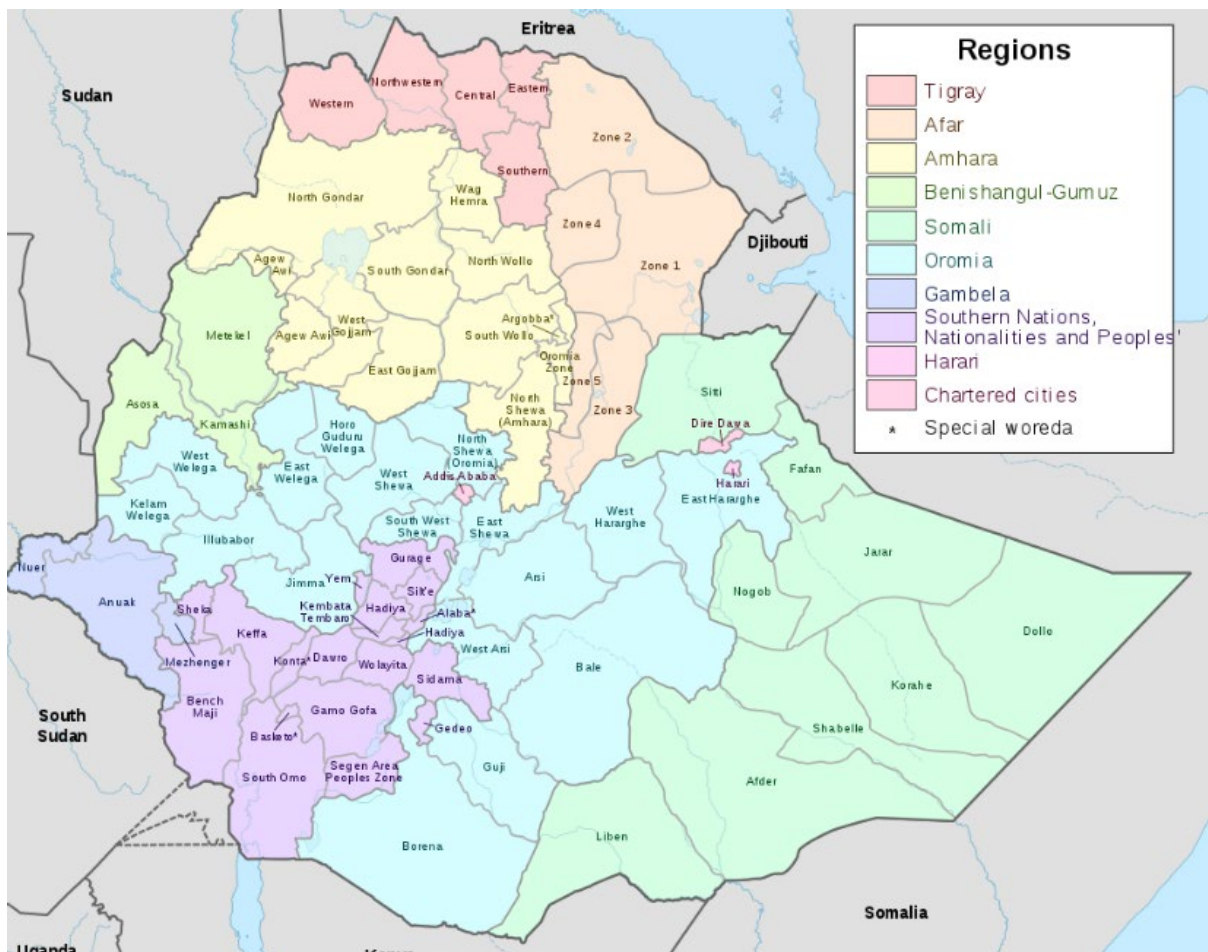 Eritrea
Sudan
Djibouti
South
Sudan
Somalia
Uganda
Regions
Tigray
Afar
Amhara
Benishangul-Gumuz
Somali
Oromia
Gambela
Southern Nations,
Nationalities and Peoples'
Harari
Chartered cities
* Special woreda
Western
Northwestern
Central
Eastern
Southern
Zone 2
Zone 4
Zone 1
Zone 5
Zone 3
North Gondar
Wag
Hemra
Agew
Awi
South Gondar
North Wollo
West
Gojjam
Agew Awi
East Gojjam
Argobba*
South Wollo
Oromia
Zone
North
Shewa
(Amhara)
Metekel
Asosa
Kamashi
Sitti
Dire Dawa
Harari
Fafan
Jarar
Nogob
Dollo
Korahe
Shabelle
Afder
Liben
West
Welega
Horo
Guduru
Welega
East
Welega
North
Shewa
(Oromia)
West
Shewa
Addis Ababa
Kelam
Welega
Illubabor
South West
Shewa
East
Shewa
West
Hararghe
East Hararghe
Jimma
Arsi
West Arsi
Bale
Guji
Borena
Nuer
Anuak
Mezhenger
Gurage
Yem
Silt'e
Hadiya
Kembata
Tembaro
Alaba*
Hadiya
Sheka
Keffa
Konta*
Dawro
Wolayita
Sidama
Bench
Maji
Gamo Gofa
Gedeo
Basketo*
South Omo
Segen Area
Peoples Zone